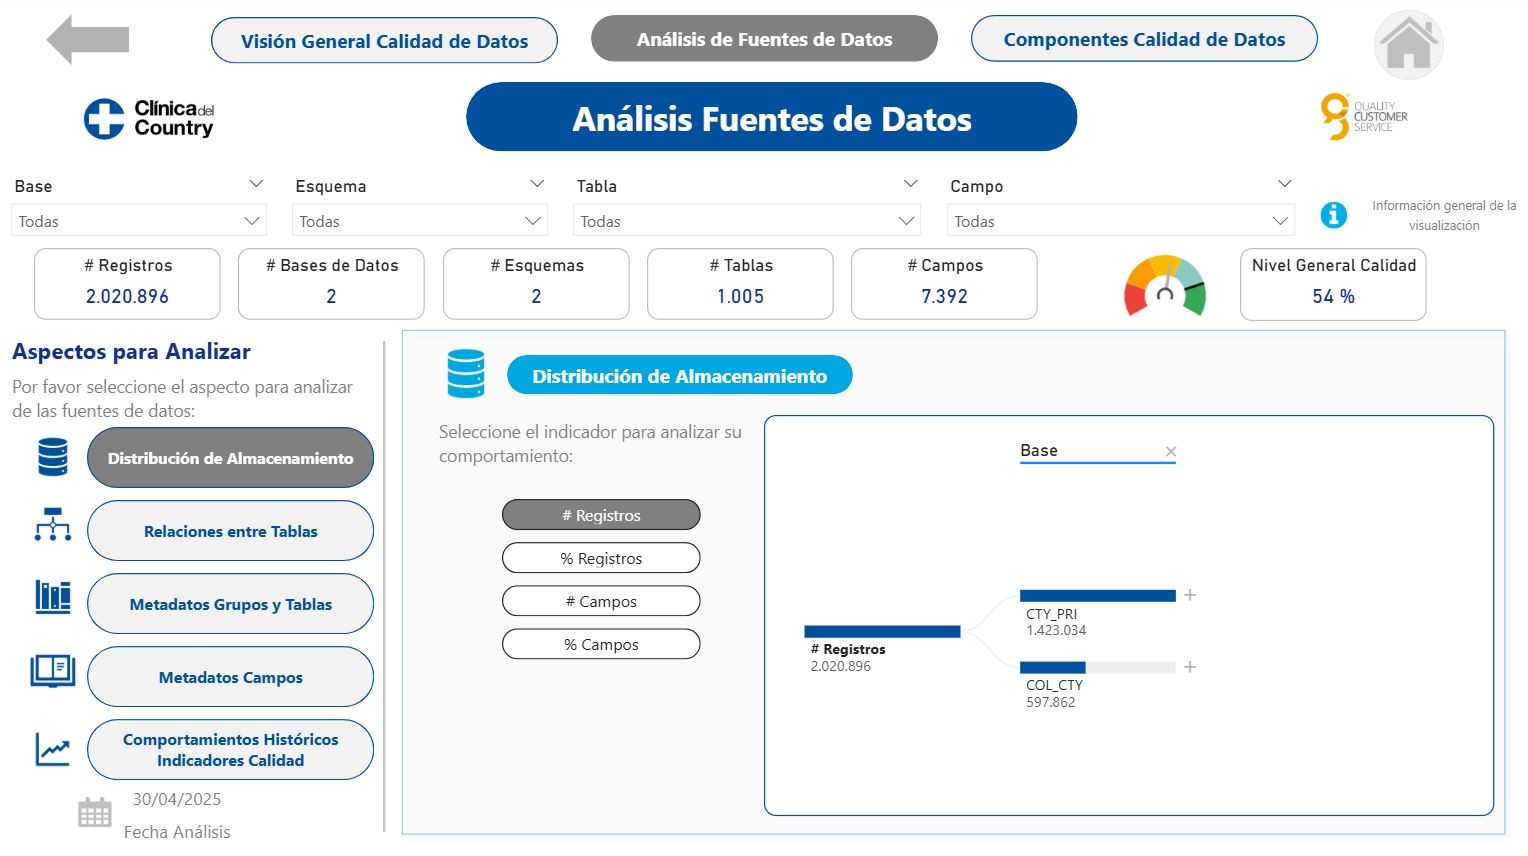 Visión General Calidad de Datos
Análisis de Fuentes de Datos
Componentes Calidad de Datos
Clínica del
Country
Análisis Fuentes de Datos
QUALITY
CUSTOMER
SERVICE
Base
Esquema
Tabla
Campo
Todas
Todas
Todas
Todas
Información general de la
visualización
# Registros
2.020.896
# Bases de Datos
2
# Esquemas
2
# Tablas
1.005
# Campos
7.392
Nivel General Calidad
54 %
Aspectos para Analizar
Por favor seleccione el aspecto para analizar
de las fuentes de datos:
Distribución de Almacenamiento
Relaciones entre Tablas
Metadatos Grupos y Tablas
Metadatos Campos
Comportamientos Históricos
Indicadores Calidad
30/04/2025
Fecha Análisis
Distribución de Almacenamiento
Seleccione el indicador para analizar su
comportamiento:
# Registros
% Registros
# Campos
% Campos
Base
# Registros
2.020.896
CTY_PRI
1.423.034
COL_CTY
597.862